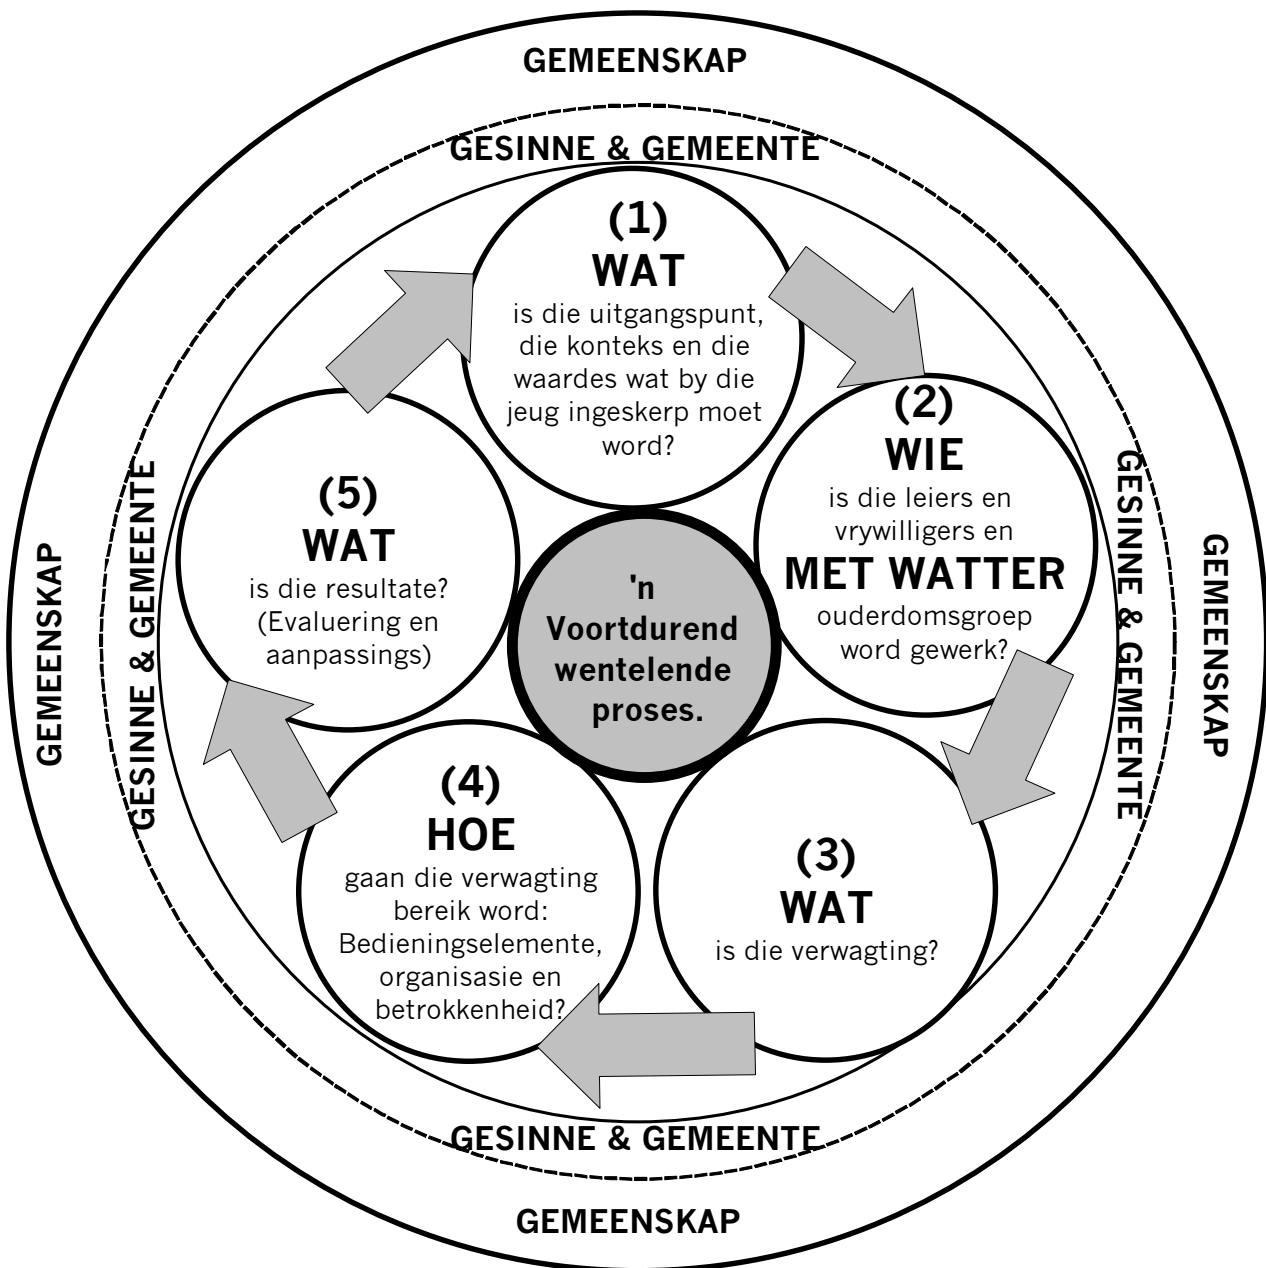 GEMEENSKAP
GESINNE & GEMEENTE
(1)
WAT
is die uitgangspunt,
die konteks en die
waardes wat by die
jeug ingeskerp moet
word?
(2)
WIE
is die leiers en
vrywilligers en
MET WATTER
ouderdomsgroep
word gewerk?
(3)
WAT
is die verwagting?
(4)
HOE
gaan die verwagting
bereik word:
Bedieningselemente,
organisasie en
betrokkenheid?
(5)
WAT
is die resultate?
(Evaluering en
aanpassings)
'n
Voortdurend
wentelende
proses.
GESINNE & GEMEENTE
GEMEENSKAP
GESINNE & GEMEENTE
GEMEENSKAP
GESINNE & GEMEENTE
GEMEENSKAP